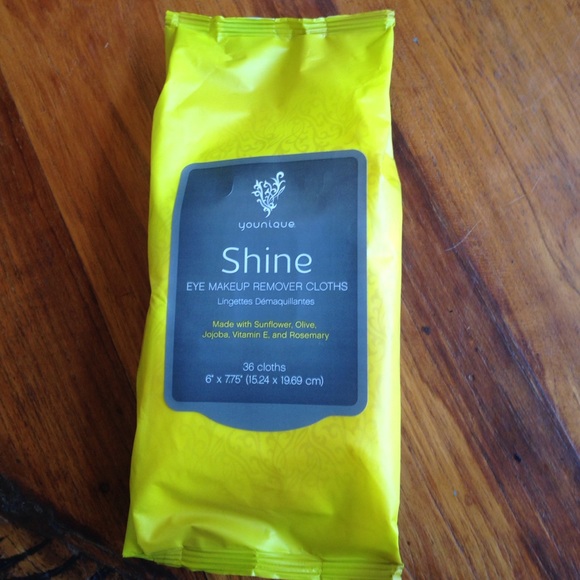 younique
Shine
EYE MAKEUP REMOVER CLOTHS
Lingettes Démaquillantes
Made with Sunflower, Olive,
Jojoba, Vitamin E, and Rosemary
36 cloths
6" x 7.75" (15.24 x 19.69 cm)